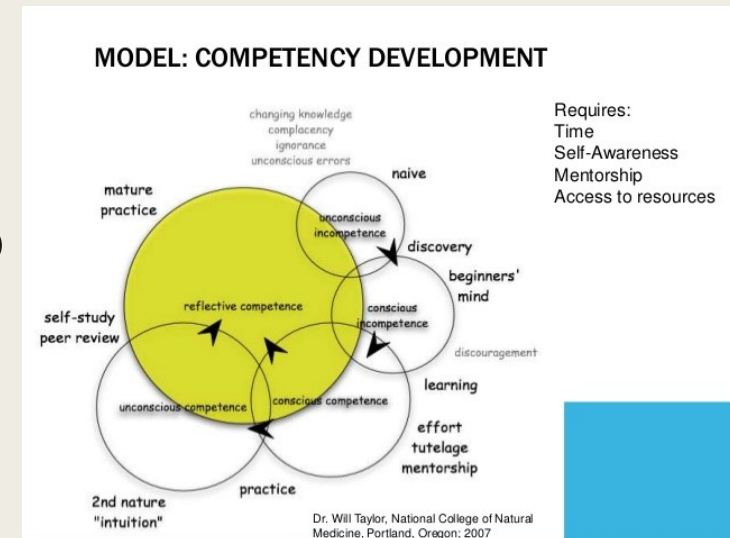 MODEL: COMPETENCY DEVELOPMENT
Requires:
Time
Self-Awareness
Mentorship
Access to resources
changing knowledge
complacency
ignorance
unconscious errors
naive
mature
practice
unconscious
incompetence
discovery
beginners'
mind
reflective competence
conscious
incompetence
self-study
peer review
discouragement
learning
unconscious competence
conscious competence
effort
tutelage
mentorship
practice
2nd nature
"intuition"
Dr. Will Taylor, National College of Natural
Medicine, Portland, Oregon; 2007